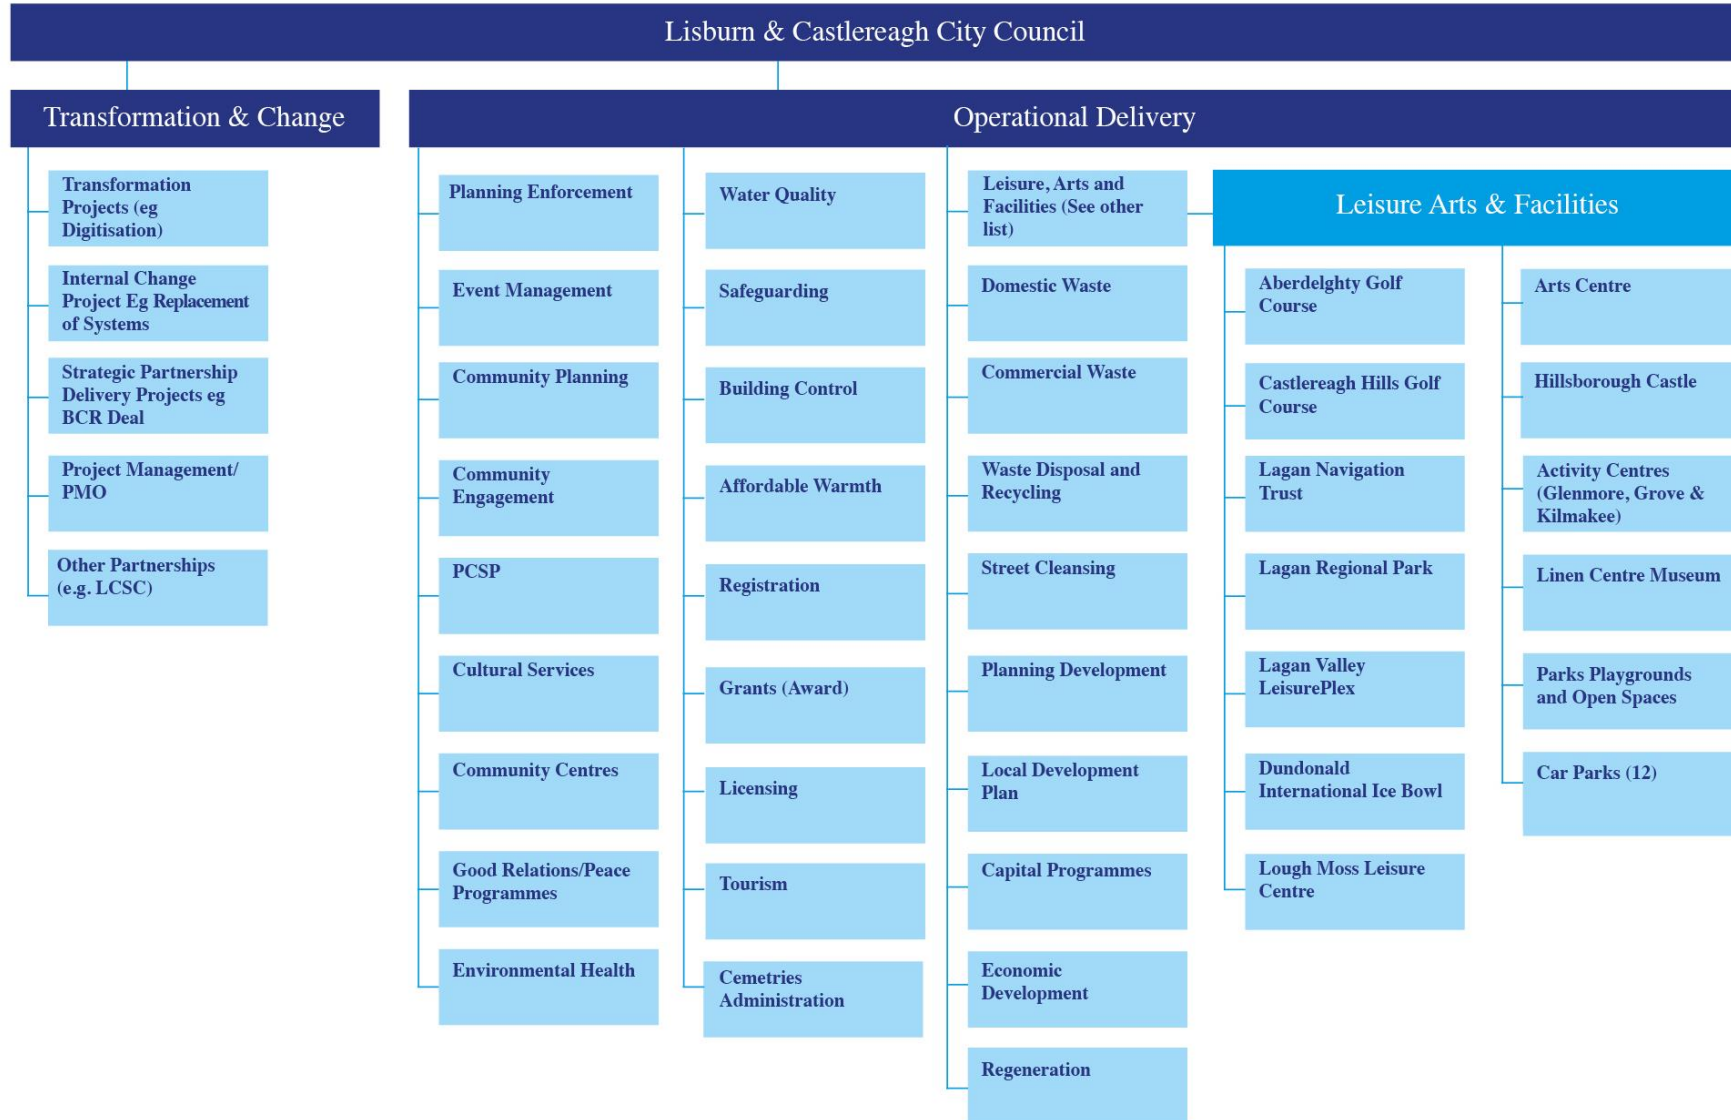 Lisburn & Castlereagh City Council
Transformation & Change
Transformation
Projects (eg
Digitisation)
Internal Change
Project Eg Replacement
of Systems
Strategic Partnership
Delivery Projects eg
BCR Deal
Project Management/
PMO
Other Partnerships
(e.g. LCSC)
Operational Delivery
Planning Enforcement
Event Management
Community Planning
Community
Engagement
PCSP
Cultural Services
Community Centres
Good Relations/Peace
Programmes
Environmental Health
Water Quality
Safeguarding
Building Control
Affordable Warmth
Registration
Grants (Award)
Licensing
Tourism
Cemetries
Administration
Leisure, Arts and
Facilities (See other
list)
Domestic Waste
Commercial Waste
Waste Disposal and
Recycling
Street Cleansing
Planning Development
Local Development
Plan
Capital Programmes
Economic
Development
Regeneration
Leisure Arts & Facilities
Aberdelghty Golf
Course
Castlereagh Hills Golf
Course
Lagan Navigation
Trust
Lagan Regional Park
Lagan Valley
LeisurePlex
Dundonald
International Ice Bowl
Lough Moss Leisure
Centre
Arts Centre
Hillsborough Castle
Activity Centres
(Glenmore, Grove &
Kilmakee)
Linen Centre Museum
Parks Playgrounds
and Open Spaces
Car Parks (12)